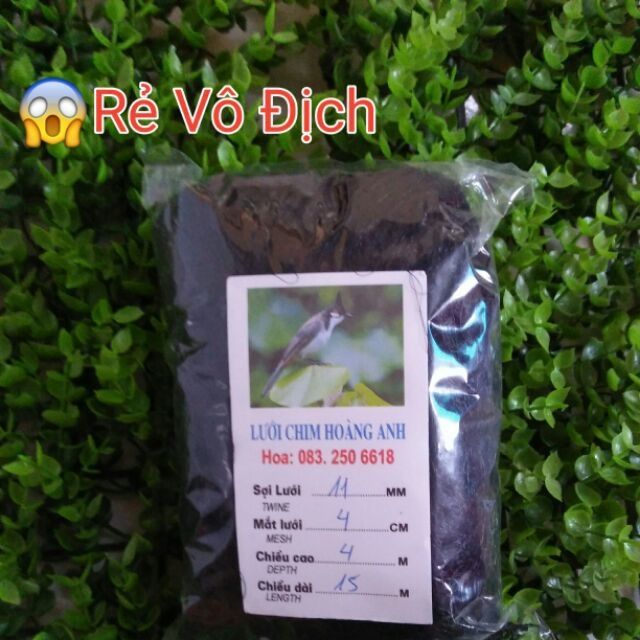 😱Rẻ Vô Địch
LƯỚI CHIM HOÀNG ANH
Hoa: 083. 250 6618
Sợi Lưới ........11........MM
TWINE
Mắt lưới ........4........CM
MESH
Chiều cao ........4........M
DEPTH
Chiều dài ........15........M
LENGTH